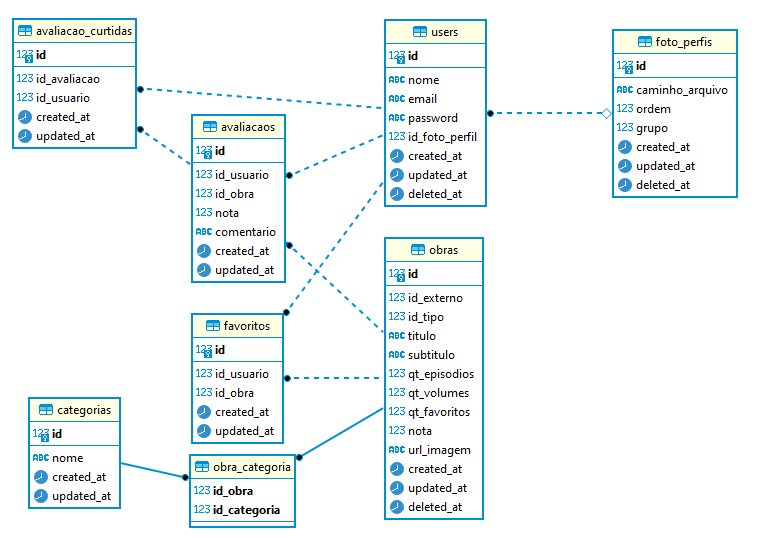 avaliacao_curtidas
123 id
123 id_avaliacao
123 id_usuario
created_at
updated_at
avaliacaos
123 id
123 id_usuario
123 id_obra
123 nota
ABC comentario
created_at
updated_at
users
123 id
ABC nome
ABC email
ABC password
123 id_foto_perfil
created_at
updated_at
deleted_at
foto_perfis
123 id
ABC caminho_arquivo
123 ordem
123 grupo
created_at
updated_at
deleted_at
favoritos
123 id
123 id_usuario
123 id_obra
created_at
updated_at
obras
123 id
123 id_externo
123 id_tipo
ABC titulo
ABC subtitulo
123 qt_episodios
123 qt_volumes
123 qt_favoritos
123 nota
ABC url_imagem
created_at
updated_at
deleted_at
categorias
123 id
ABC nome
created_at
updated_at
obra_categoria
123 id_obra
123 id_categoria